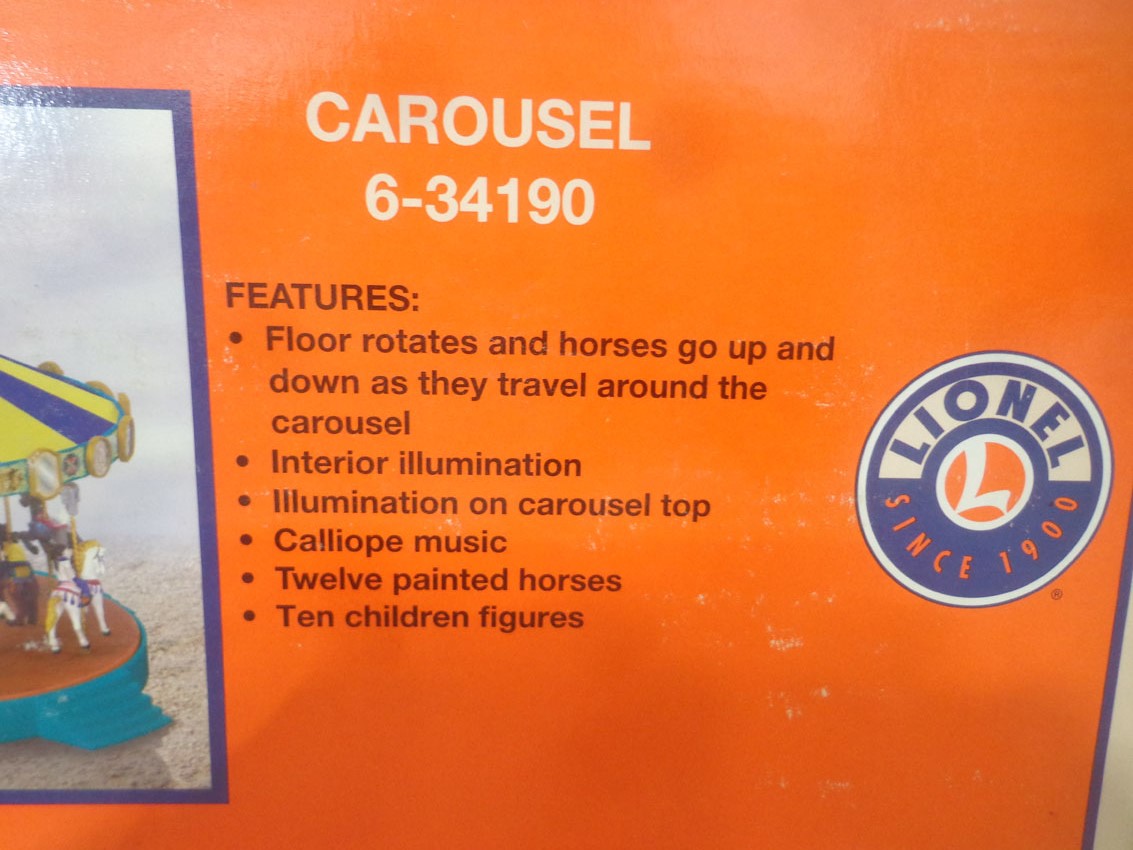 CAROUSEL
6-34190
FEATURES:
• Floor rotates and horses go up and
down as they travel around the
carousel
• Interior illumination
• Illumination on carousel top
• Calliope music
• Twelve painted horses
• Ten children figures
LIONEL
L
SINCE 1900
®